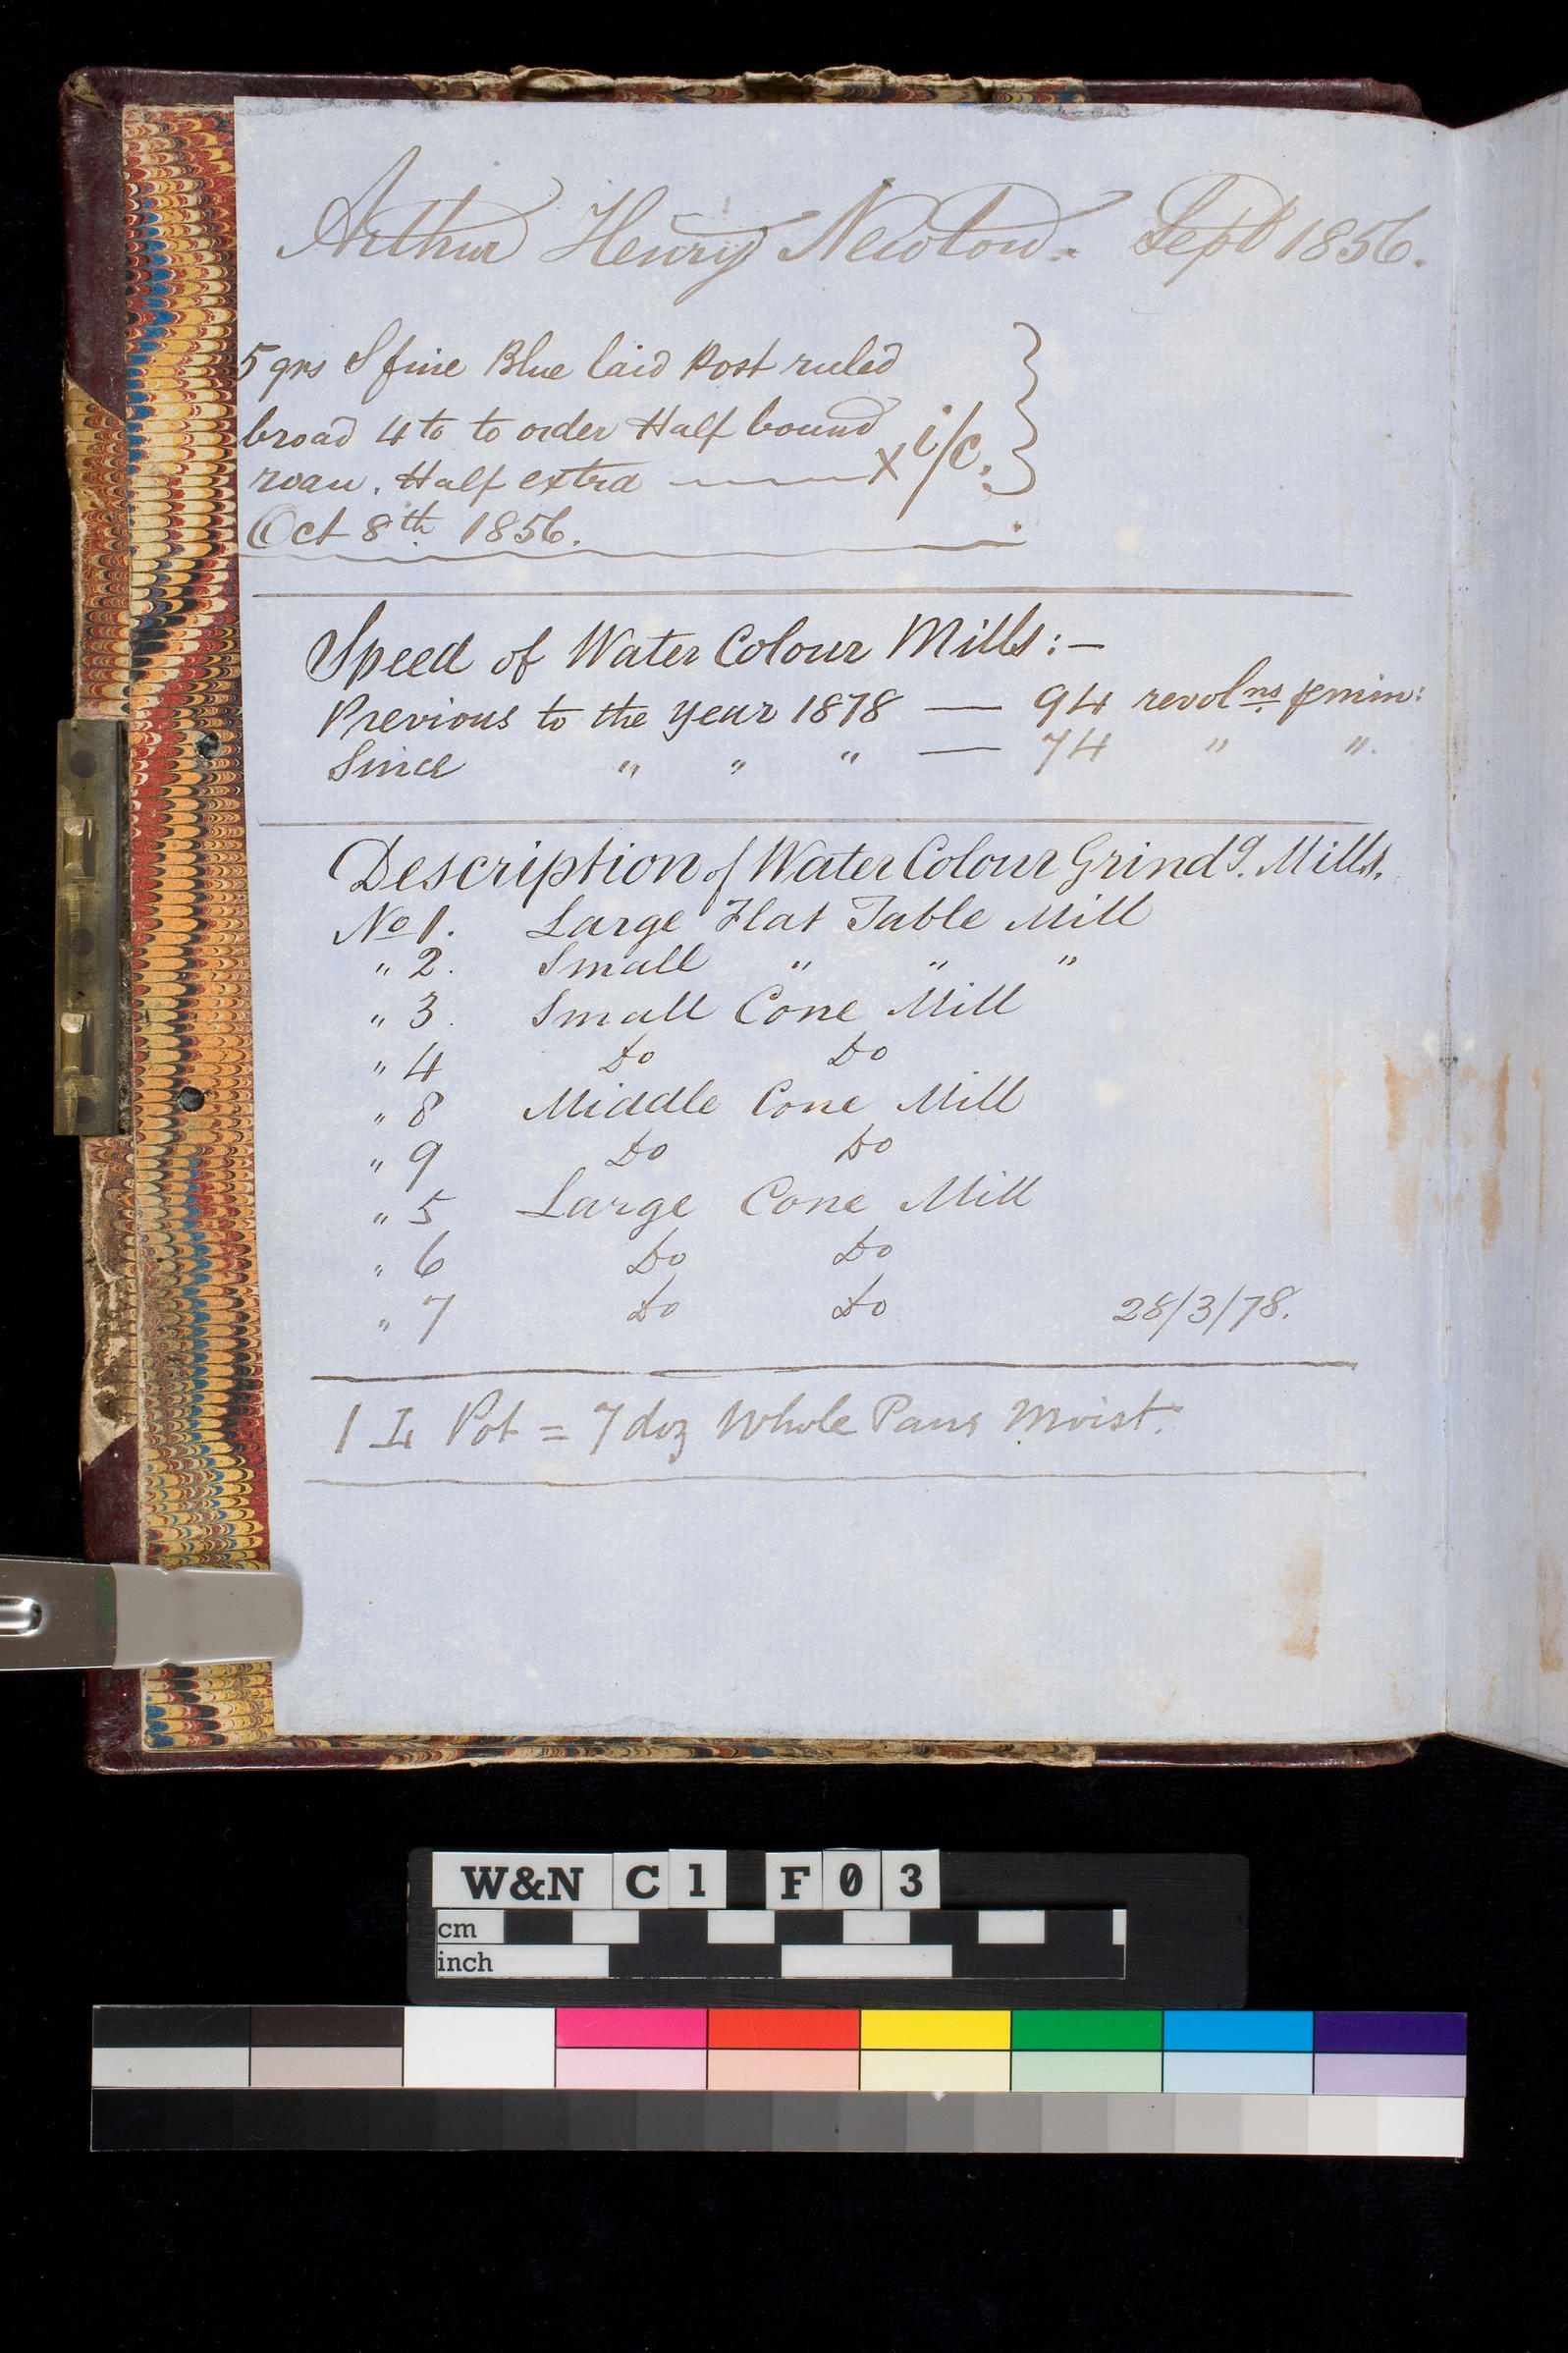 Arthur Henry Newton. Sept 1856.
5 qrs S fine Blue laid Post ruled
broad 4to to order Half bound
roan. Half extra ——— x i/c.
Oct 8th 1856.
Speed of Water Colour Mills:—
Previous to the year 1878 — 94 revolns. p min:
Since " " " — 74 " ".
Description of Water Colour Grindg. Mills.
No 1. Large Flat Table Mill
" 2. Small " " "
" 3. Small Cone Mill
" 4 Do Do
" 8 Middle Cone Mill
" 9 Do Do
" 5 Large Cone Mill
" 6 Do Do
" 7 Do Do 28/3/78.
1 Pot = 7 doz Whole Pans Moist.
W&N C1 F03
cm
inch